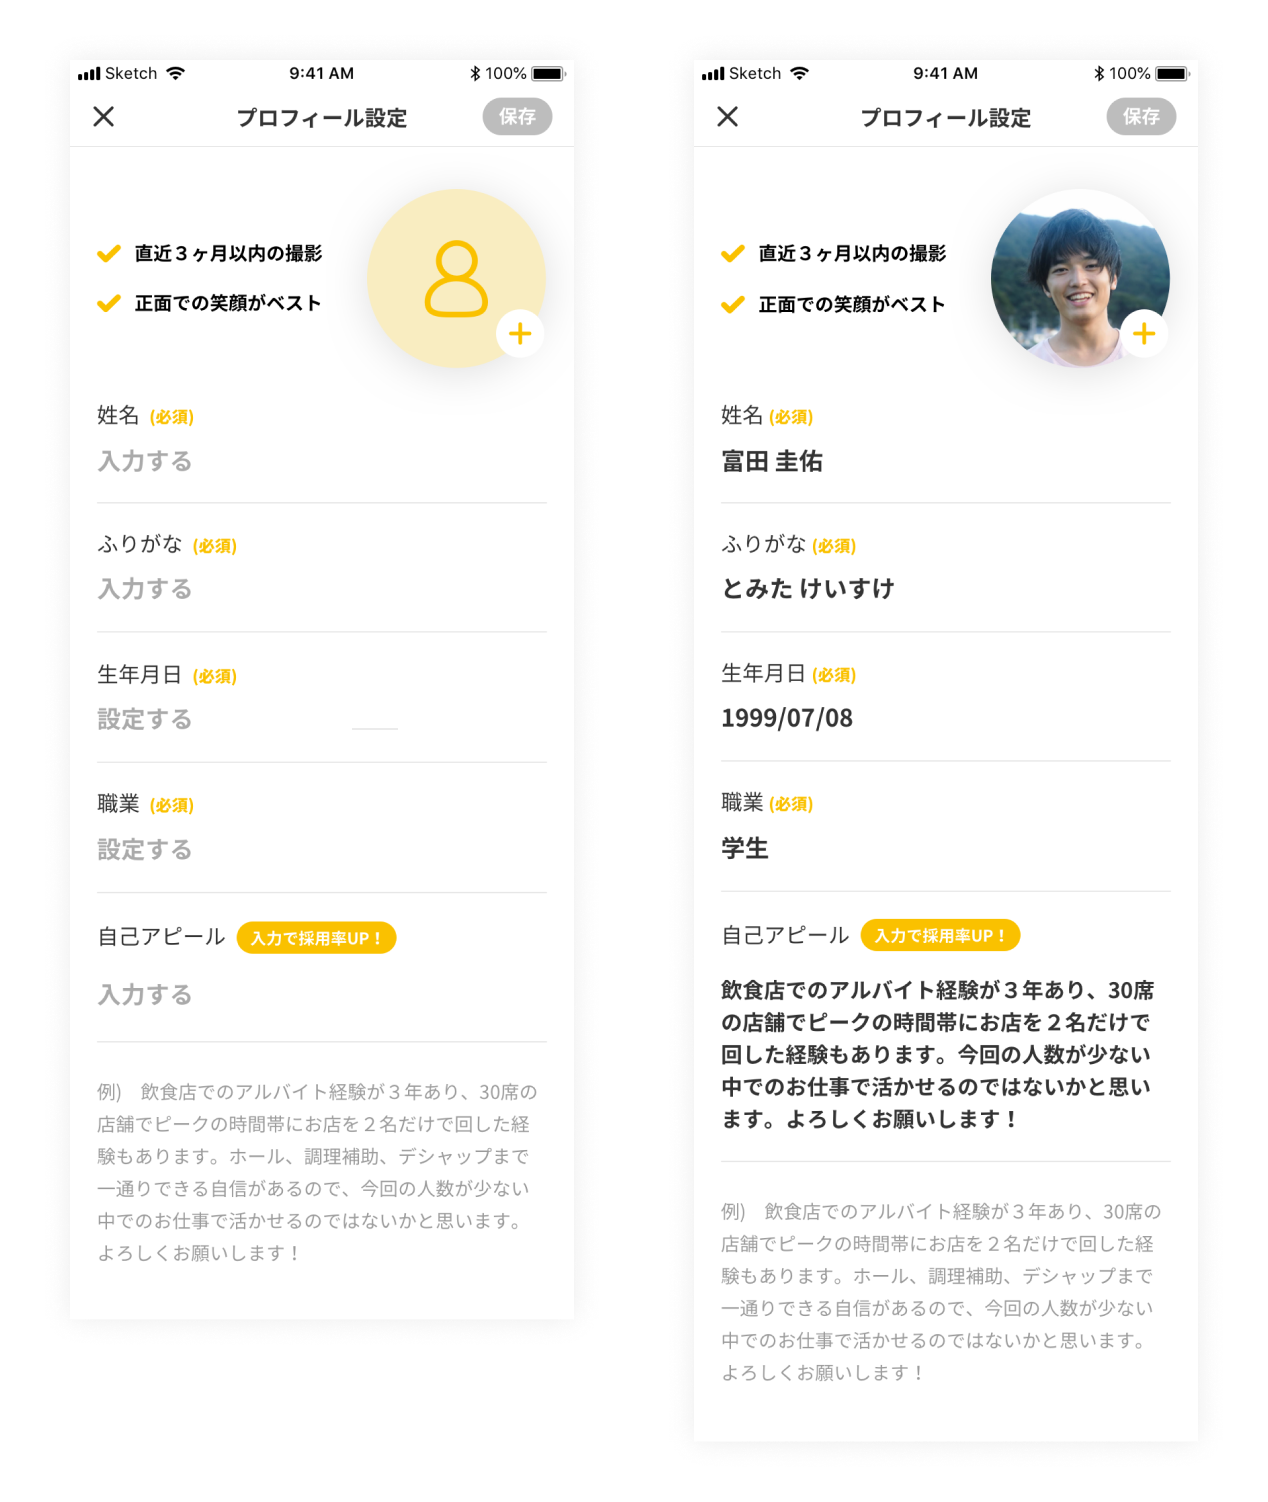 Sketch 9:41 AM 100%
プロフィール設定 保存
直近３ヶ月以内の撮影
正面での笑顔がベスト
姓名 (必須)
入力する
ふりがな (必須)
入力する
生年月日 (必須)
設定する
職業 (必須)
設定する
自己アピール 入力で採用率UP！
入力する
例)　飲食店でのアルバイト経験が３年あり、30席の
店舗でピークの時間帯にお店を２名だけで回した経
験もあります。ホール、調理補助、デシャップまで
一通りできる自信があるので、今回の人数が少ない
中でのお仕事で活かせるのではないかと思います。
よろしくお願いします！
Sketch 9:41 AM 100%
プロフィール設定 保存
直近３ヶ月以内の撮影
正面での笑顔がベスト
姓名 (必須)
富田 圭佑
ふりがな (必須)
とみた けいすけ
生年月日 (必須)
1999/07/08
職業 (必須)
学生
自己アピール 入力で採用率UP！
飲食店でのアルバイト経験が３年あり、30席
の店舗でピークの時間帯にお店を２名だけで
回した経験もあります。今回の人数が少ない
中でのお仕事で活かせるのではないかと思い
ます。よろしくお願いします！
例)　飲食店でのアルバイト経験が３年あり、30席の
店舗でピークの時間帯にお店を２名だけで回した経
験もあります。ホール、調理補助、デシャップまで
一通りできる自信があるので、今回の人数が少ない
中でのお仕事で活かせるのではないかと思います。
よろしくお願いします！